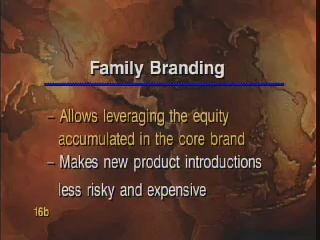 Family Branding
– Allows leveraging the equity
accumulated in the core brand
– Makes new product introductions
less risky and expensive
16b